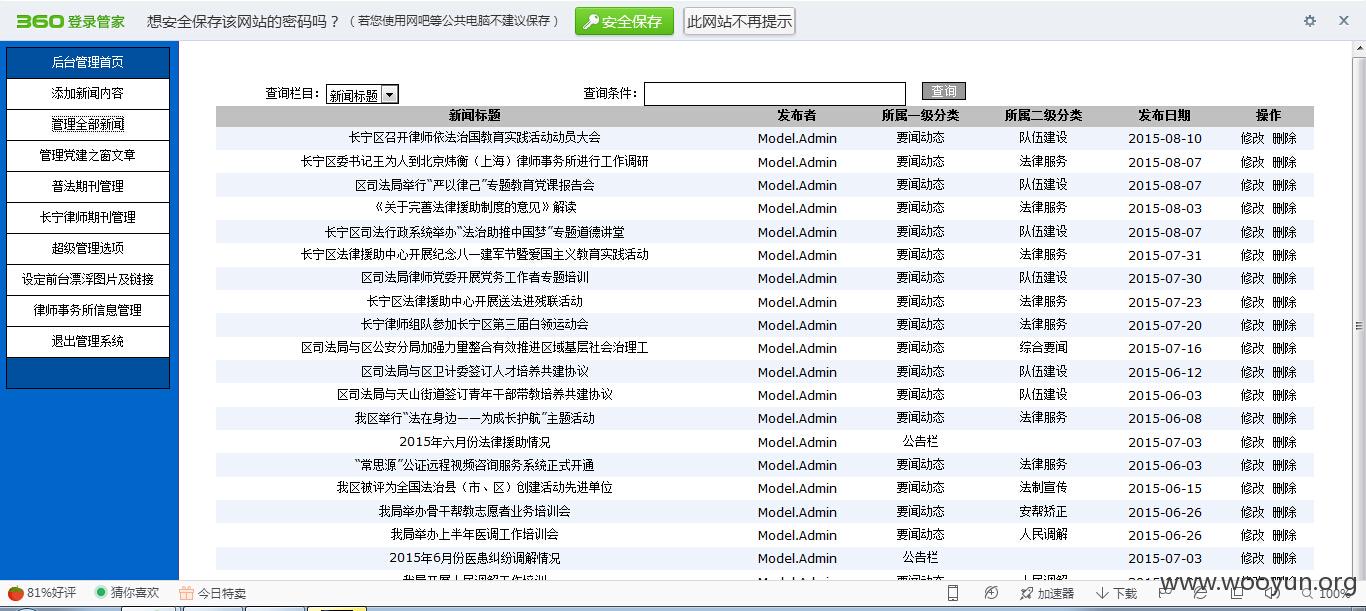 360 登录管家 想安全保存该网站的密码吗？（若您使用网吧等公共电脑不建议保存） 安全保存 此网站不再提示
后台管理首页
添加新闻内容
管理全部新闻
管理党建之窗文章
普法期刊管理
长宁律师期刊管理
超级管理选项
设定前台漂浮图片及链接
律师事务所信息管理
退出管理系统
查询栏目： 新闻标题 查询条件： 查询
新闻标题 发布者 所属一级分类 所属二级分类 发布日期 操作
长宁区召开律师依法治国教育实践活动动员大会 Model.Admin 要闻动态 队伍建设 2015-08-10 修改 删除
长宁区委书记王为人到北京炜衡（上海）律师事务所进行工作调研 Model.Admin 要闻动态 法律服务 2015-08-07 修改 删除
区司法局举行“严以律己”专题教育党课报告会 Model.Admin 要闻动态 队伍建设 2015-08-07 修改 删除
《关于完善法律援助制度的意见》解读 Model.Admin 要闻动态 法律服务 2015-08-03 修改 删除
长宁区司法行政系统举办“法治助推中国梦”专题道德讲堂 Model.Admin 要闻动态 队伍建设 2015-08-07 修改 删除
长宁区法律援助中心开展纪念八一建军节暨爱国主义教育实践活动 Model.Admin 要闻动态 法律服务 2015-07-31 修改 删除
区司法局律师党委开展党务工作者专题培训 Model.Admin 要闻动态 队伍建设 2015-07-30 修改 删除
长宁区法律援助中心开展送法进残联活动 Model.Admin 要闻动态 法律服务 2015-07-23 修改 删除
长宁律师组队参加长宁区第三届白领运动会 Model.Admin 要闻动态 法律服务 2015-07-20 修改 删除
区司法局与区公安分局加强力量整合有效推进区域基层社会治理工 Model.Admin 要闻动态 综合要闻 2015-07-16 修改 删除
区司法局与区卫计委签订人才培养共建协议 Model.Admin 要闻动态 队伍建设 2015-06-12 修改 删除
区司法局与天山街道签订青年干部带教培养共建协议 Model.Admin 要闻动态 队伍建设 2015-06-03 修改 删除
我区举行“法在身边——为成长护航”主题活动 Model.Admin 要闻动态 法律服务 2015-06-08 修改 删除
2015年六月份法律援助情况 Model.Admin 公告栏 2015-07-03 修改 删除
“常思源”公证远程视频咨询服务系统正式开通 Model.Admin 要闻动态 法律服务 2015-06-03 修改 删除
我区被评为全国法治县（市、区）创建活动先进单位 Model.Admin 要闻动态 法制宣传 2015-06-15 修改 删除
我局举办骨干帮教志愿者业务培训会 Model.Admin 要闻动态 安帮矫正 2015-06-26 修改 删除
我局举办上半年医调工作培训会 Model.Admin 要闻动态 人民调解 2015-06-26 修改 删除
2015年6月份医患纠纷调解情况 Model.Admin 公告栏 2015-07-03 修改 删除
81%好评 猜你喜欢 今日特卖 加速器 下载 100%
www.wooyun.org